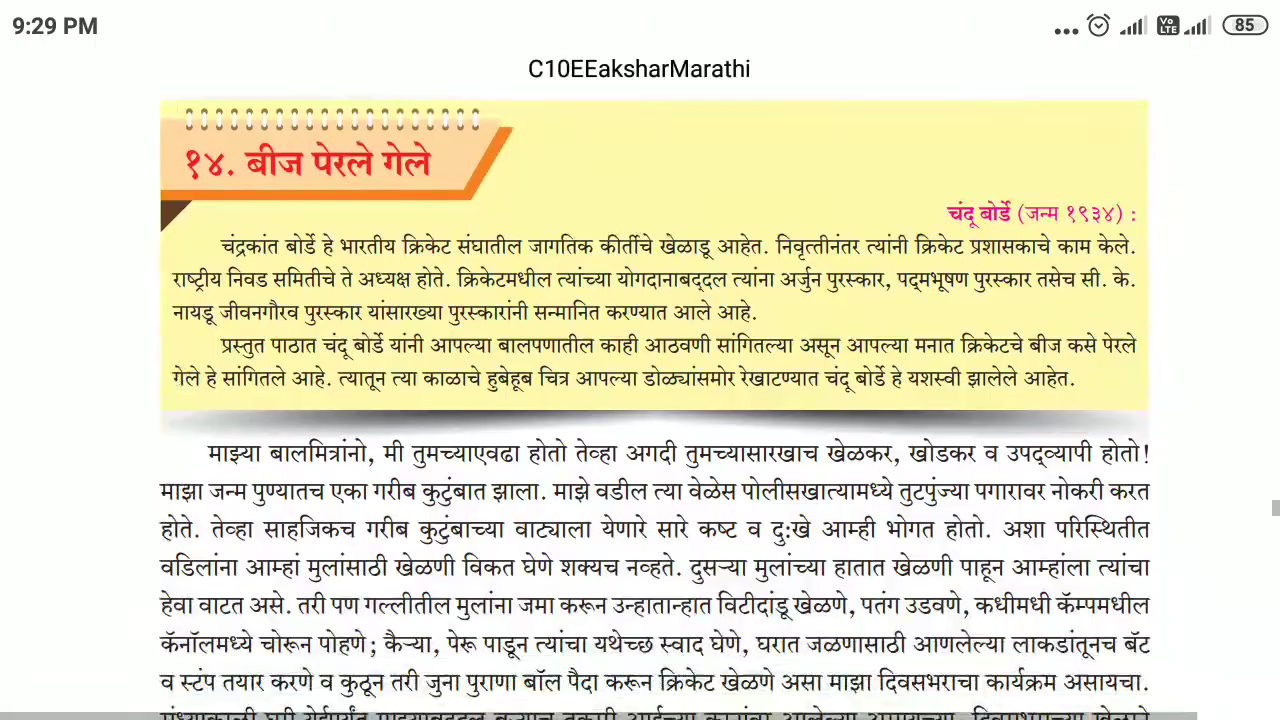 9:29 PM
Vo LTE
85
C10EEaksharMarathi
१४. बीज पेरले गेले
चंदू बोर्डे (जन्म १९३४) :
चंद्रकांत बोर्डे हे भारतीय क्रिकेट संघातील जागतिक कीर्तीचे खेळाडू आहेत. निवृत्तीनंतर त्यांनी क्रिकेट प्रशासकाचे काम केले.
राष्ट्रीय निवड समितीचे ते अध्यक्ष होते. क्रिकेटमधील त्यांच्या योगदानाबद्दल त्यांना अर्जुन पुरस्कार, पद्मभूषण पुरस्कार तसेच सी. के.
नायडू जीवनगौरव पुरस्कार यांसारख्या पुरस्कारांनी सन्मानित करण्यात आले आहे.
प्रस्तुत पाठात चंदू बोर्डे यांनी आपल्या बालपणातील काही आठवणी सांगितल्या असून आपल्या मनात क्रिकेटचे बीज कसे पेरले
गेले हे सांगितले आहे. त्यातून त्या काळाचे हुबेहूब चित्र आपल्या डोळ्यांसमोर रेखाटण्यात चंदू बोर्डे हे यशस्वी झालेले आहेत.
माझ्या बालमित्रांनो, मी तुमच्याएवढा होतो तेव्हा अगदी तुमच्यासारखाच खेळकर, खोडकर व उपद्व्यापी होतो!
माझा जन्म पुण्यातच एका गरीब कुटुंबात झाला. माझे वडील त्या वेळेस पोलीसखात्यामध्ये तुटपुंज्या पगारावर नोकरी करत
होते. तेव्हा साहजिकच गरीब कुटुंबाच्या वाट्याला येणारे सारे कष्ट व दु:खे आम्ही भोगत होतो. अशा परिस्थितीत
वडिलांना आम्हां मुलांसाठी खेळणी विकत घेणे शक्यच नव्हते. दुसऱ्या मुलांच्या हातात खेळणी पाहून आम्हांला त्यांचा
हेवा वाटत असे. तरी पण गल्लीतील मुलांना जमा करून उन्हातान्हात विटीदांडू खेळणे, पतंग उडवणे, कधीमधी कॅम्पमधील
कॅनॉलमध्ये चोरून पोहणे; कैऱ्या, पेरू पाडून त्यांचा यथेच्छ स्वाद घेणे, घरात जळणासाठी आणलेल्या लाकडांतूनच बॅट
व स्टंप तयार करणे व कुठून तरी जुना पुराणा बॉल पैदा करून क्रिकेट खेळणे असा माझा दिवसभराचा कार्यक्रम असायचा.